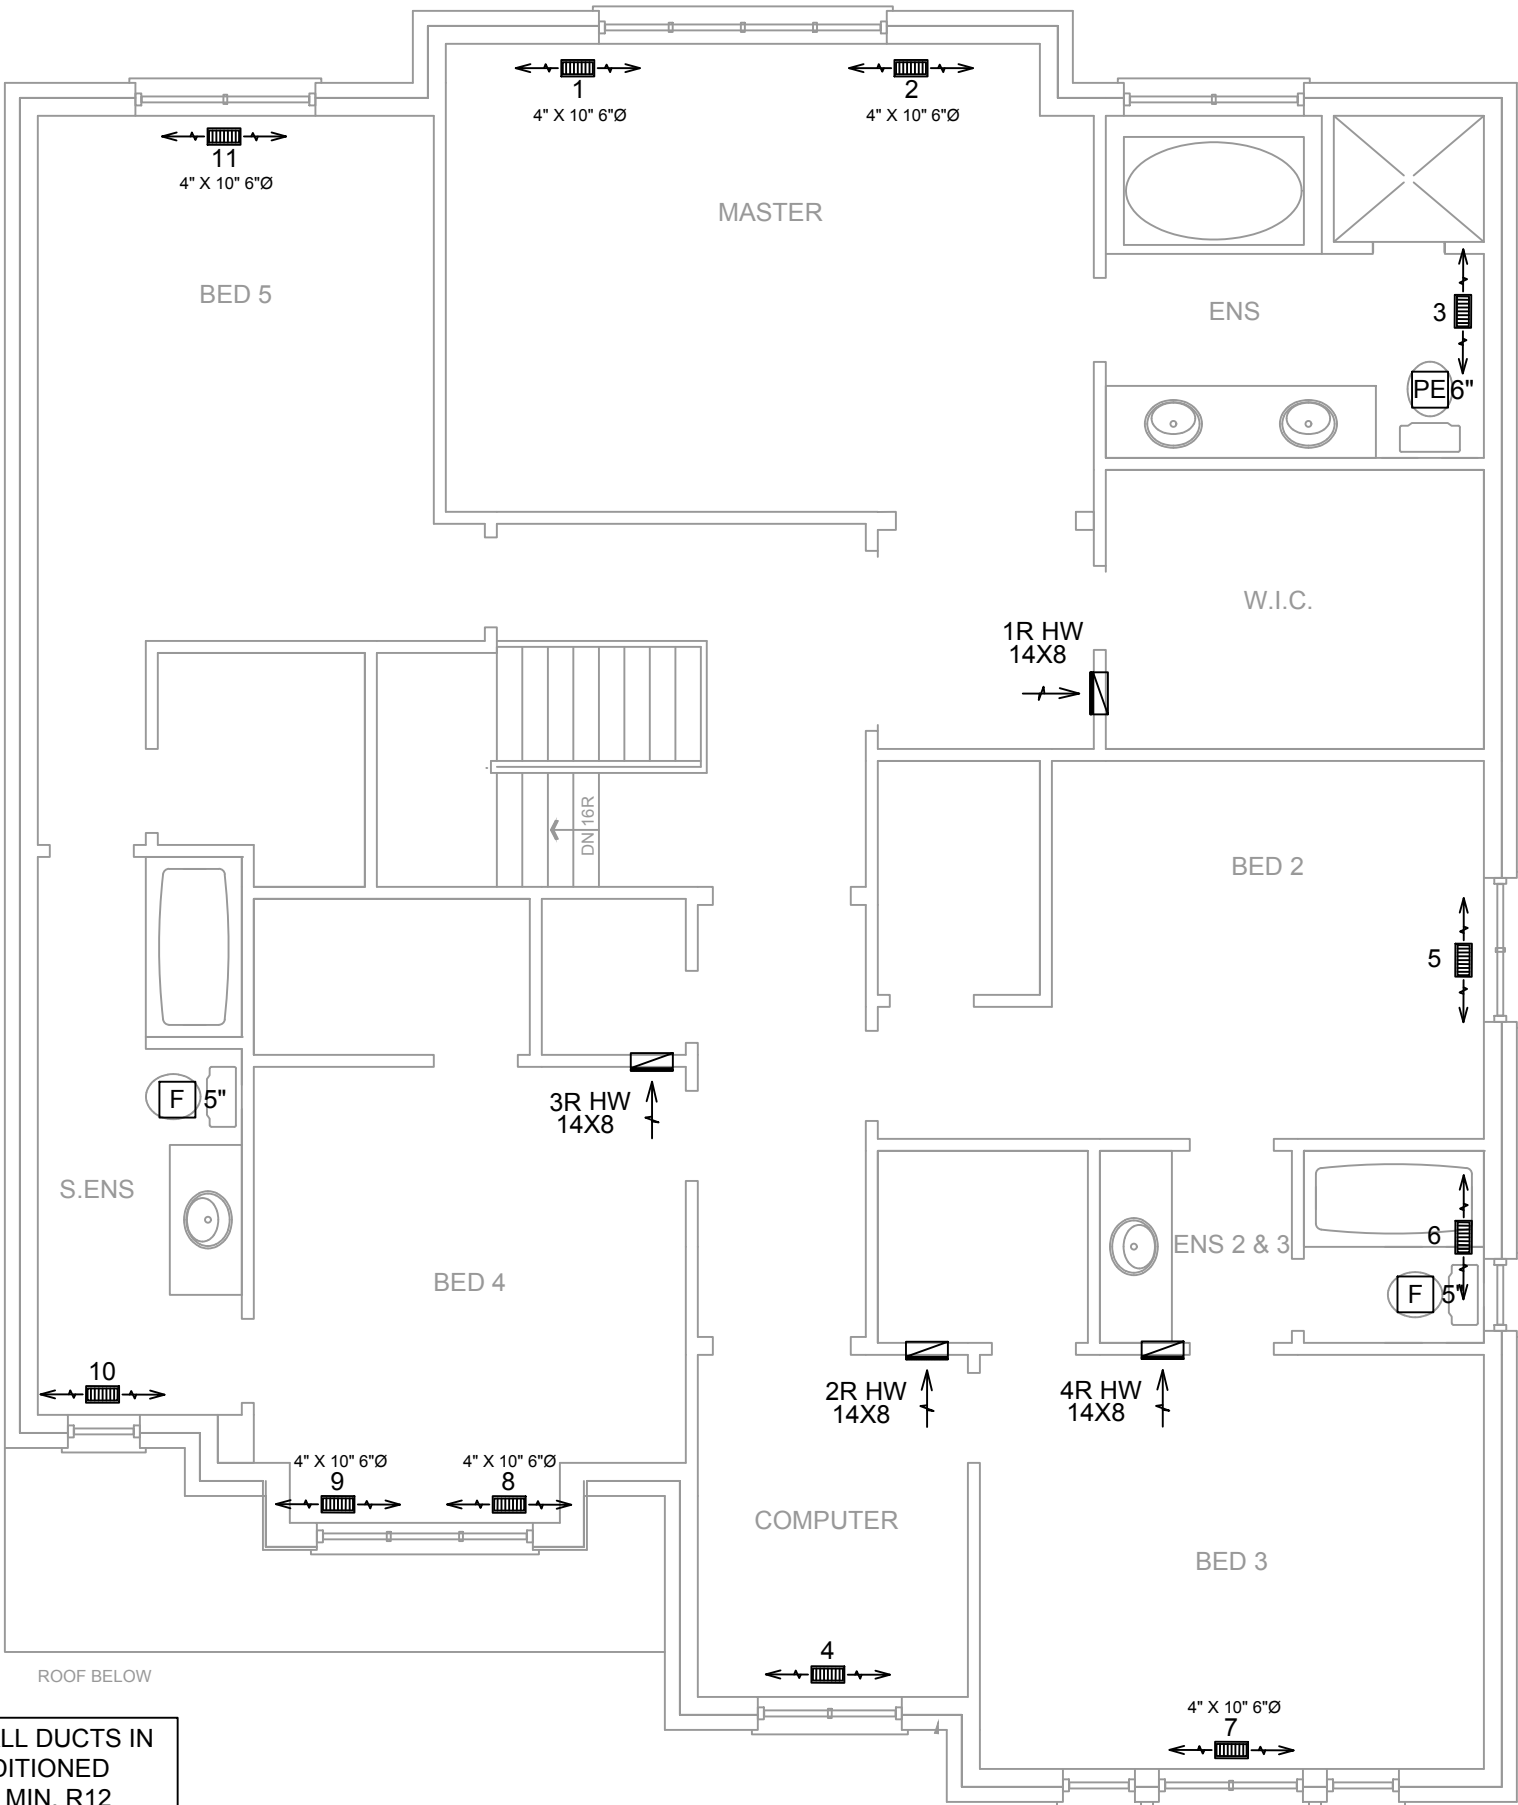 1
4" X 10" 6"Ø
2
4" X 10" 6"Ø
11
4" X 10" 6"Ø
MASTER
BED 5
ENS
3
PE 6"
W.I.C.
1R HW
14X8
DN 16R
BED 2
5
F 5"
3R HW
14X8
S.ENS
BED 4
ENS 2 & 3
6
F 5"
10
2R HW
14X8
4R HW
14X8
4" X 10" 6"Ø
9
4" X 10" 6"Ø
8
COMPUTER
BED 3
4
ROOF BELOW
4" X 10" 6"Ø
7
LL DUCTS IN
DITIONED
MIN. R12